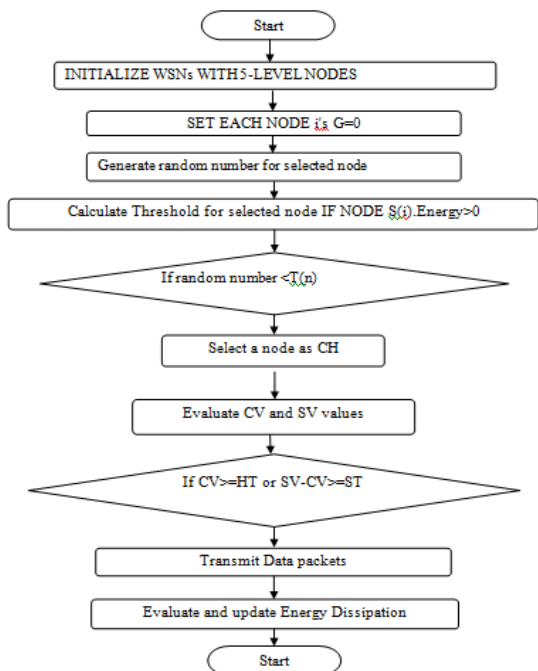 Start
INITIALIZE WSNs WITH 5-LEVEL NODES
SET EACH NODE i's G=0
Generate random number for selected node
Calculate Threshold for selected node IF NODE S(i).Energy>0
If random number <T(n)
Select a node as CH
Evaluate CV and SV values
If CV>=HT or SV-CV>=ST
Transmit Data packets
Evaluate and update Energy Dissipation
Start